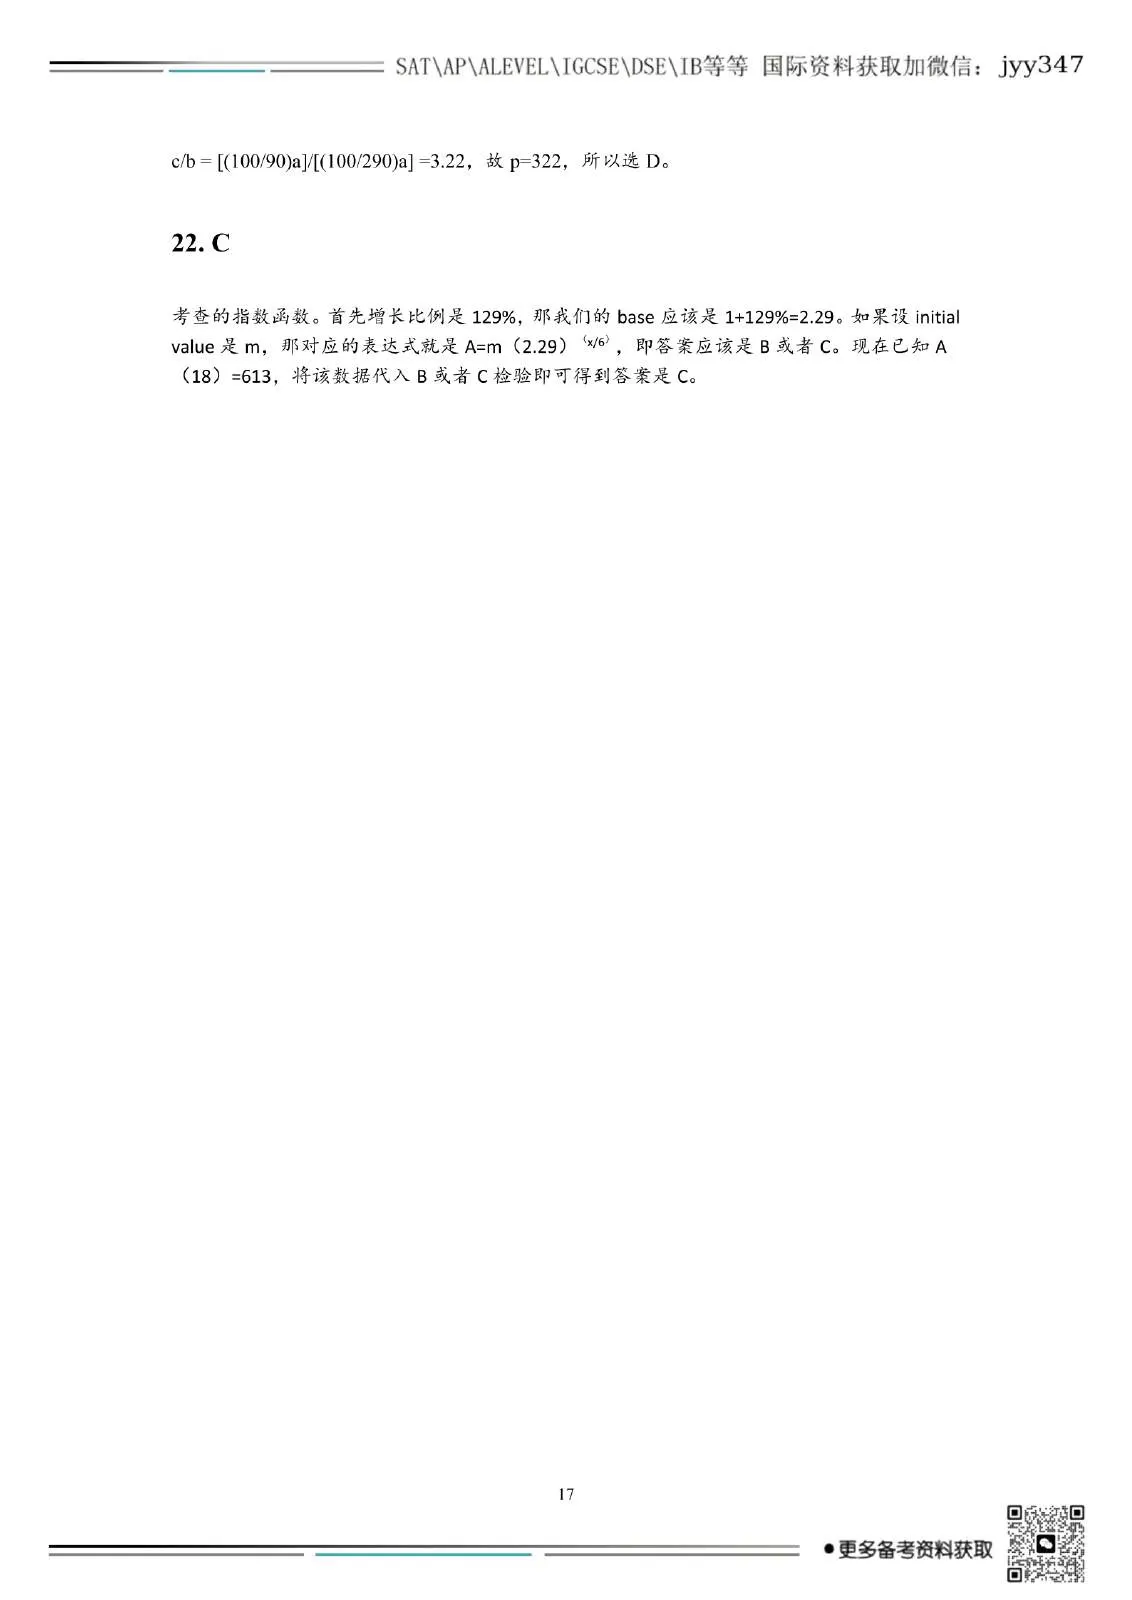 SAT\AP\ALEVEL\IGCSE\DSE\IB等等 国际资料获取加微信：jyy347
c/b = [(100/90)a]/[(100/290)a] =3.22，故 p=322，所以选 D。
22. C
考查的指数函数。首先增长比例是 129%，那我们的 base 应该是 1+129%=2.29。如果设 initial
value 是 m，那对应的表达式就是 A=m（2.29）（x/6），即答案应该是 B 或者 C。现在已知 A
（18）=613，将该数据代入 B 或者 C 检验即可得到答案是 C。
17
●更多备考资料获取